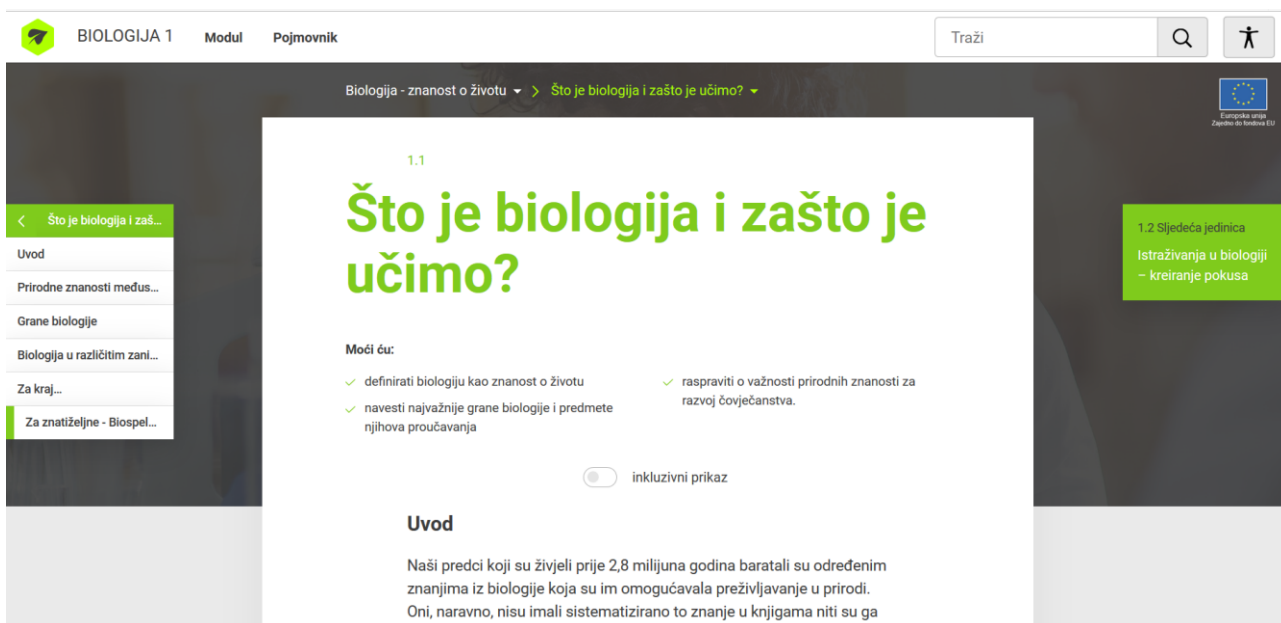 BIOLOGIJA 1
Modul
Pojmovnik
Traži
Biologija - znanost o životu
Što je biologija i zašto je učimo?
Europska unija
Zajedno do fondova EU
1.1
Što je biologija i zašto je
učimo?
Što je biologija i zaš...
Uvod
Prirodne znanosti međus...
Grane biologije
Biologija u različitim zani...
Za kraj...
Za znatiželjne - Biospel...
1.2 Sljedeća jedinica
Istraživanja u biologiji
– kreiranje pokusa
Moći ću:
definirati biologiju kao znanost o životu
navesti najvažnije grane biologije i predmete
njihova proučavanja
raspraviti o važnosti prirodnih znanosti za
razvoj čovječanstva.
inkluzivni prikaz
Uvod
Naši predci koji su živjeli prije 2,8 milijuna godina baratali su određenim
znanjima iz biologije koja su im omogućavala preživljavanje u prirodi.
Oni, naravno, nisu imali sistematizirano to znanje u knjigama niti su ga